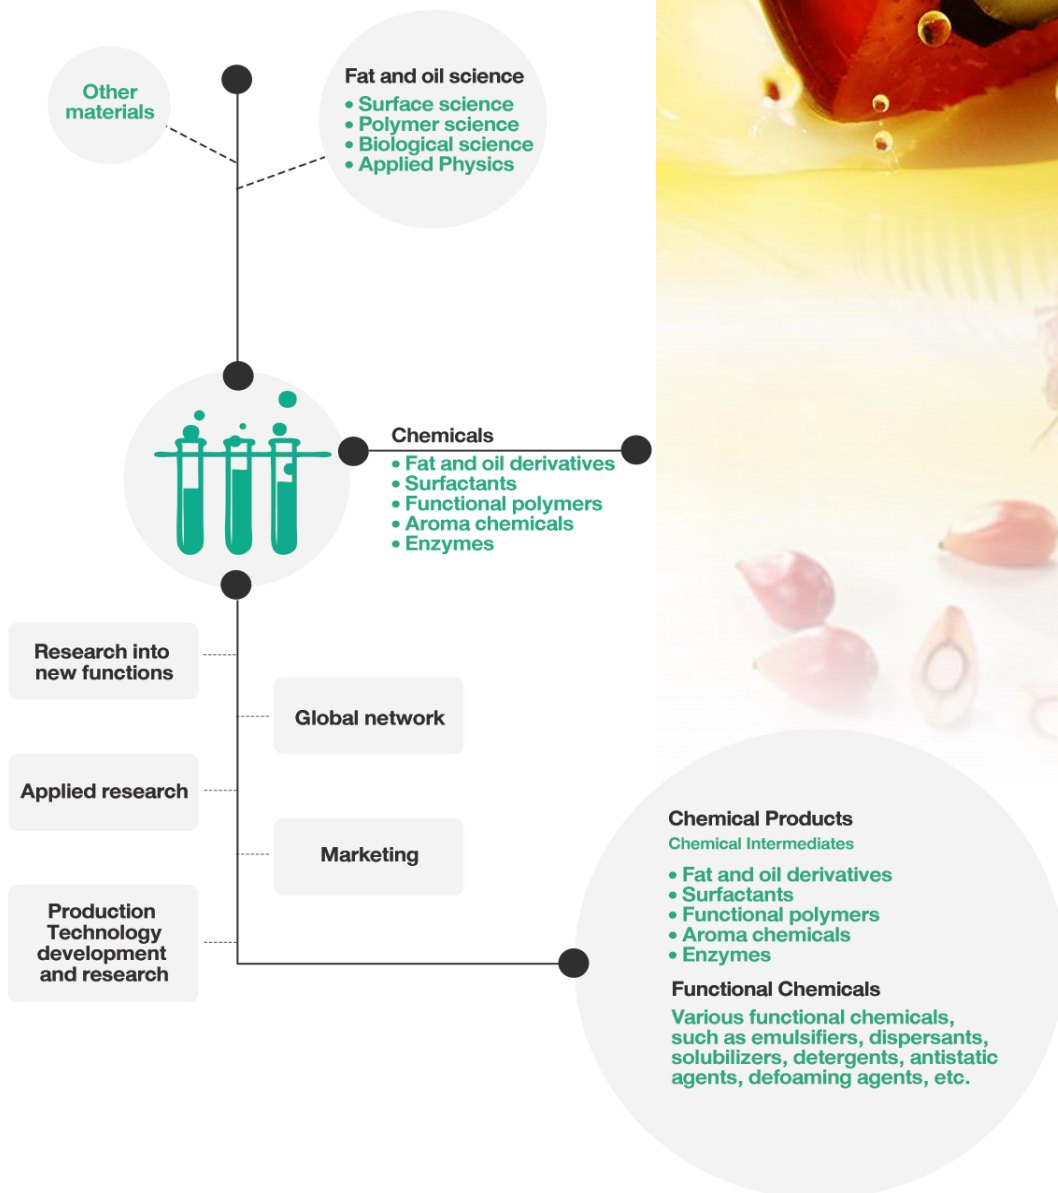 Other
materials
Fat and oil science
• Surface science
• Polymer science
• Biological science
• Applied Physics
Chemicals
• Fat and oil derivatives
• Surfactants
• Functional polymers
• Aroma chemicals
• Enzymes
Research into
new functions
Global network
Applied research
Marketing
Production
Technology
development
and research
Chemical Products
Chemical Intermediates
• Fat and oil derivatives
• Surfactants
• Functional polymers
• Aroma chemicals
• Enzymes
Functional Chemicals
Various functional chemicals,
such as emulsifiers, dispersants,
solubilizers, detergents, antistatic
agents, defoaming agents, etc.